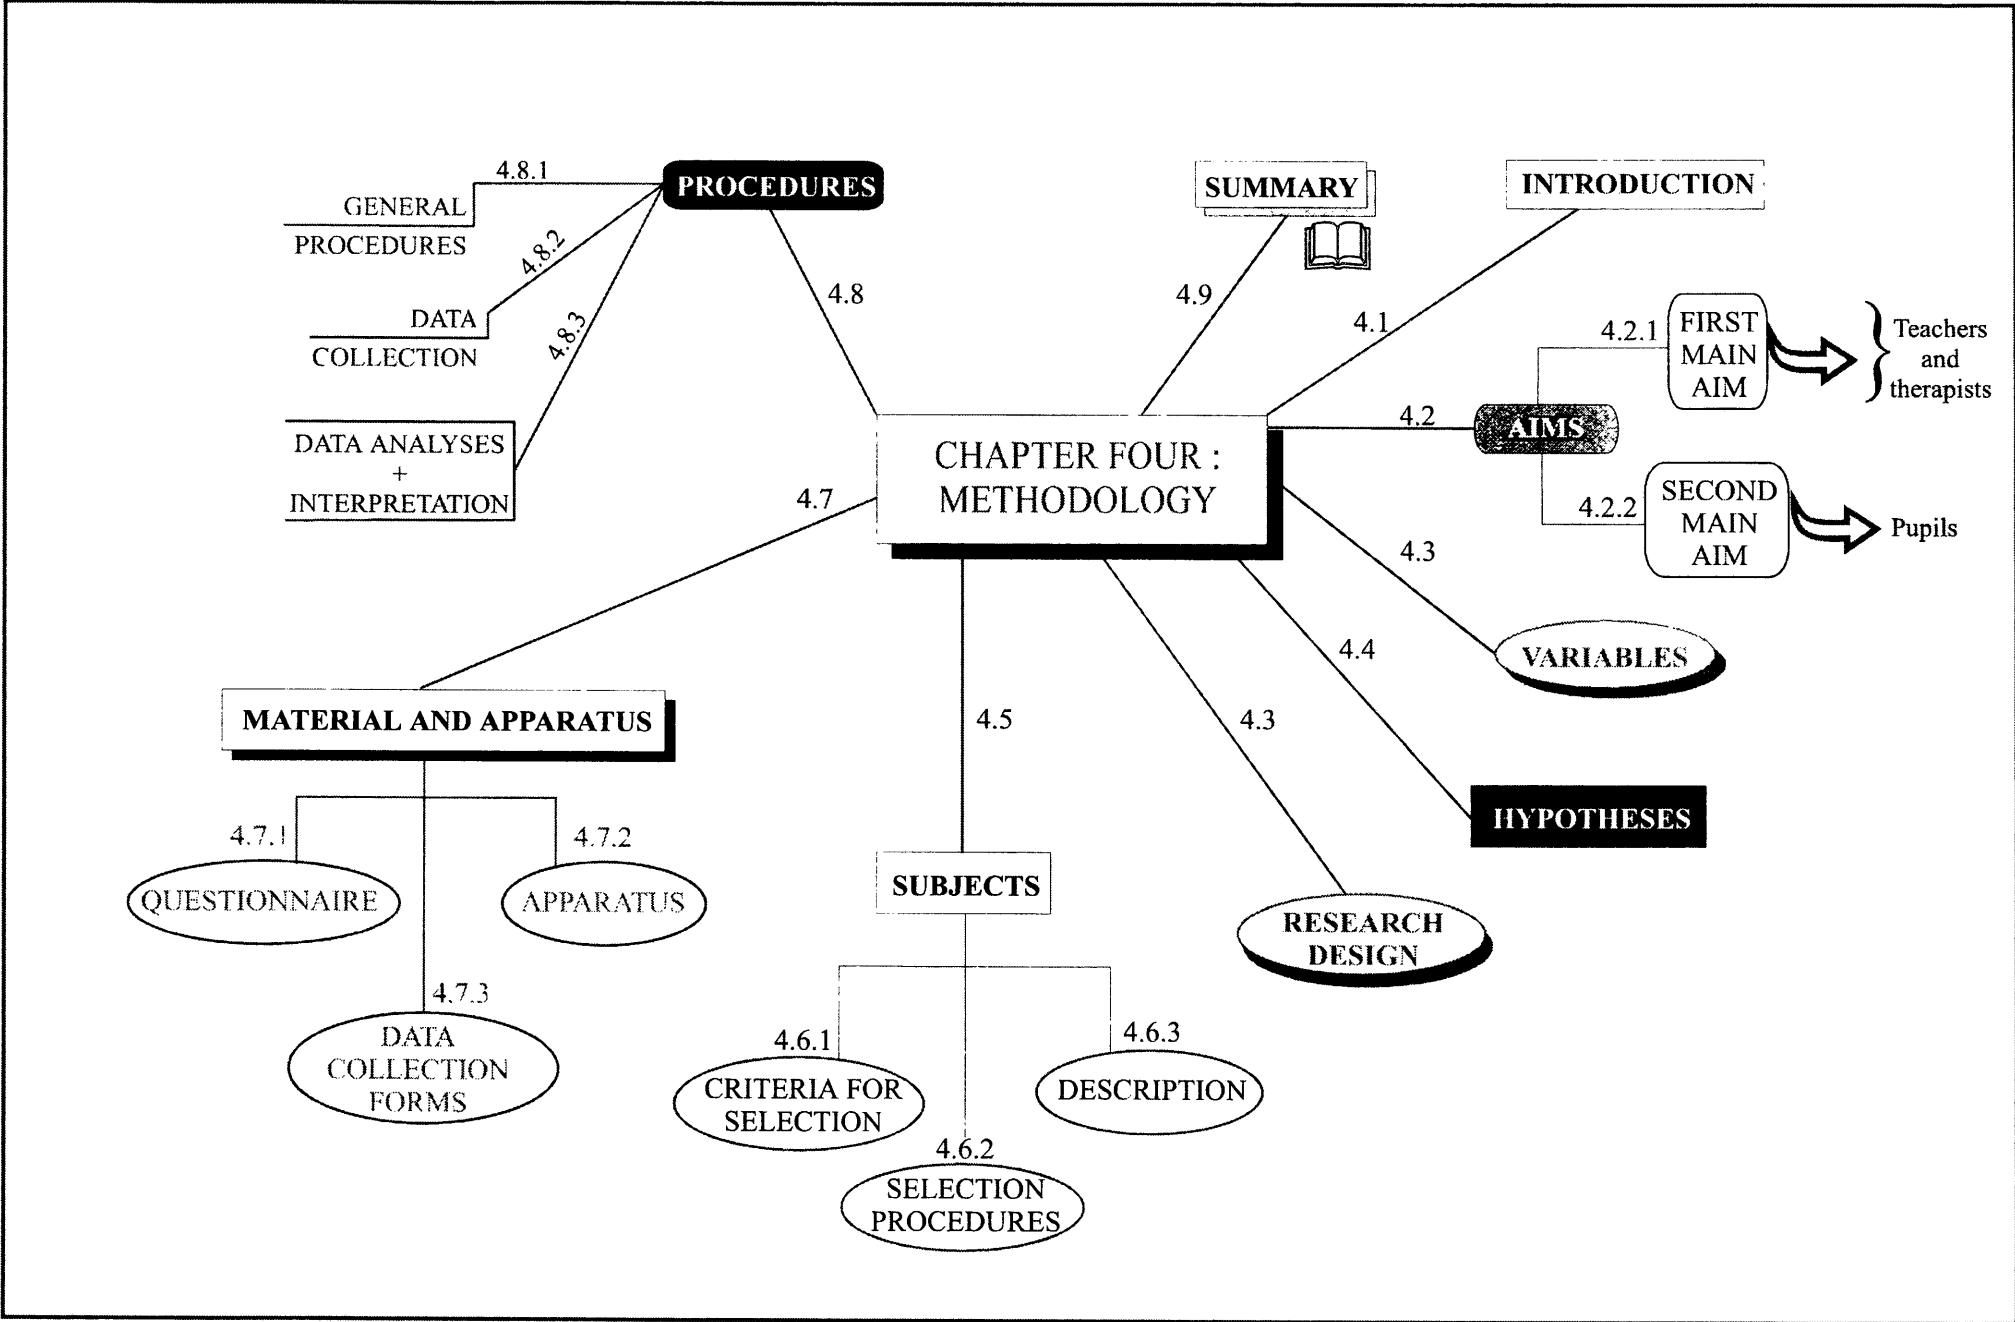 4.8.1
PROCEDURES
GENERAL
PROCEDURES
4.8.2
DATA
COLLECTION
4.8.3
DATA ANALYSES
+
INTERPRETATION
4.8
SUMMARY
4.9
INTRODUCTION
4.1
4.2
AIMS
4.2.1
FIRST
MAIN
AIM
Teachers
and
therapists
4.2.2
SECOND
MAIN
AIM
Pupils
CHAPTER FOUR :
METHODOLOGY
4.3
VARIABLES
4.4
HYPOTHESES
4.3
RESEARCH
DESIGN
4.5
SUBJECTS
4.6.1
CRITERIA FOR
SELECTION
4.6.2
SELECTION
PROCEDURES
4.6.3
DESCRIPTION
4.7
MATERIAL AND APPARATUS
4.7.1
QUESTIONNAIRE
4.7.2
APPARATUS
4.7.3
DATA
COLLECTION
FORMS